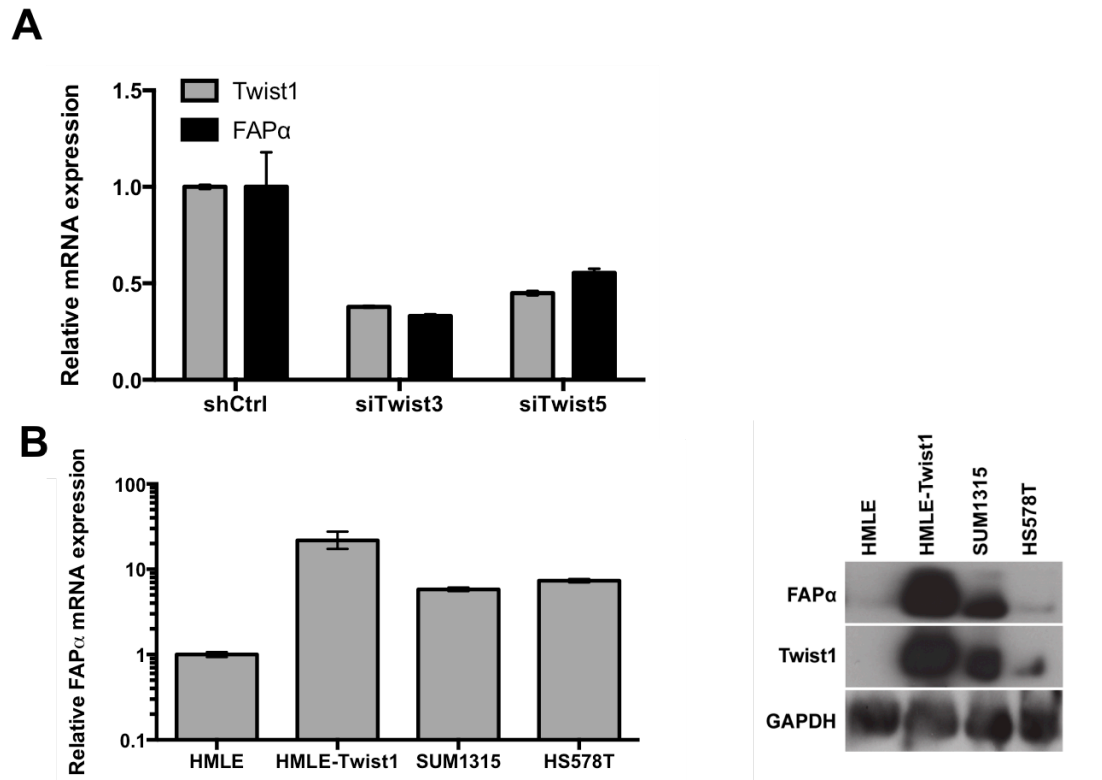 A
Relative mRNA expression
1.5
1.0
0.5
0.0
Twist1
FAPα
shCtrl siTwist3 siTwist5
B
Relative FAPα mRNA expression
100
10
1
0.1
HMLE HMLE-Twist1 SUM1315 HS578T
HMLE
HMLE-Twist1
SUM1315
HS578T
FAPα
Twist1
GAPDH